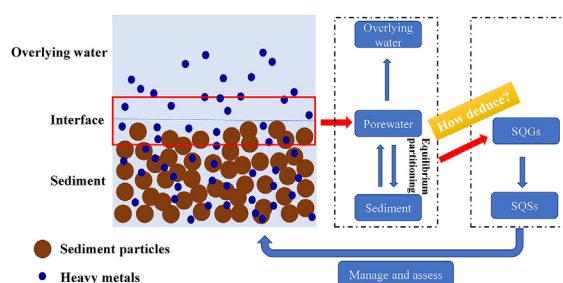 Overlying water
Interface
Sediment
Sediment particles
Heavy metals
Overlying
water
Porewater
Equilibrium
partitioning
Sediment
How deduce?
SQGs
SQSs
Manage and assess